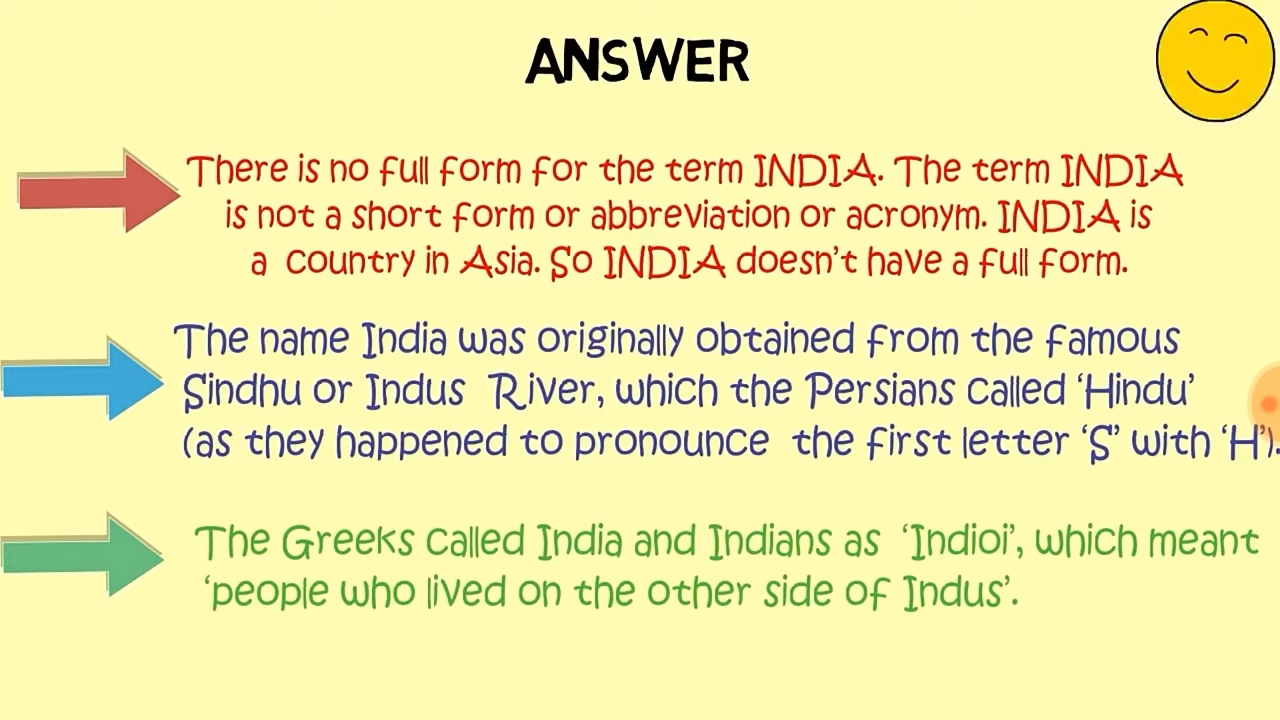 ANSWER
There is no full form for the term INDIA. The term INDIA
is not a short form or abbreviation or acronym. INDIA is
a country in Asia. So INDIA doesn't have a full form.
The name India was originally obtained from the famous
Sindhu or Indus River, which the Persians called ‘Hindu’
(as they happened to pronounce the first letter ‘S’ with ‘H’).
The Greeks called India and Indians as ‘Indioi’, which meant
‘people who lived on the other side of Indus’.